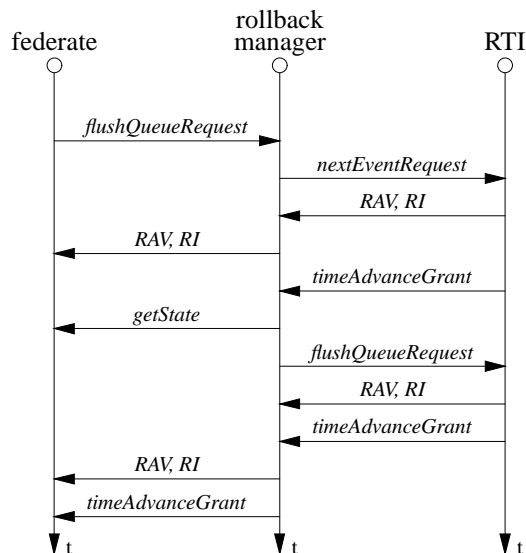 rollback
federate manager RTI
flushQueueRequest
nextEventRequest
RAV, RI
RAV, RI
timeAdvanceGrant
getState
flushQueueRequest
RAV, RI
timeAdvanceGrant
RAV, RI
timeAdvanceGrant
t t t